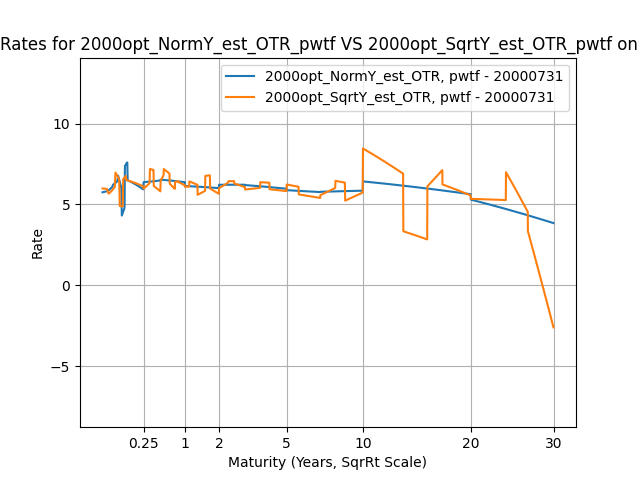 Rates for 2000opt_NormY_est_OTR_pwtf VS 2000opt_SqrtY_est_OTR_pwtf on
2000opt_NormY_est_OTR, pwtf - 20000731
2000opt_SqrtY_est_OTR, pwtf - 20000731
10
5
0
−5
Rate
0.25 1 2 5 10 20 30
Maturity (Years, SqrRt Scale)